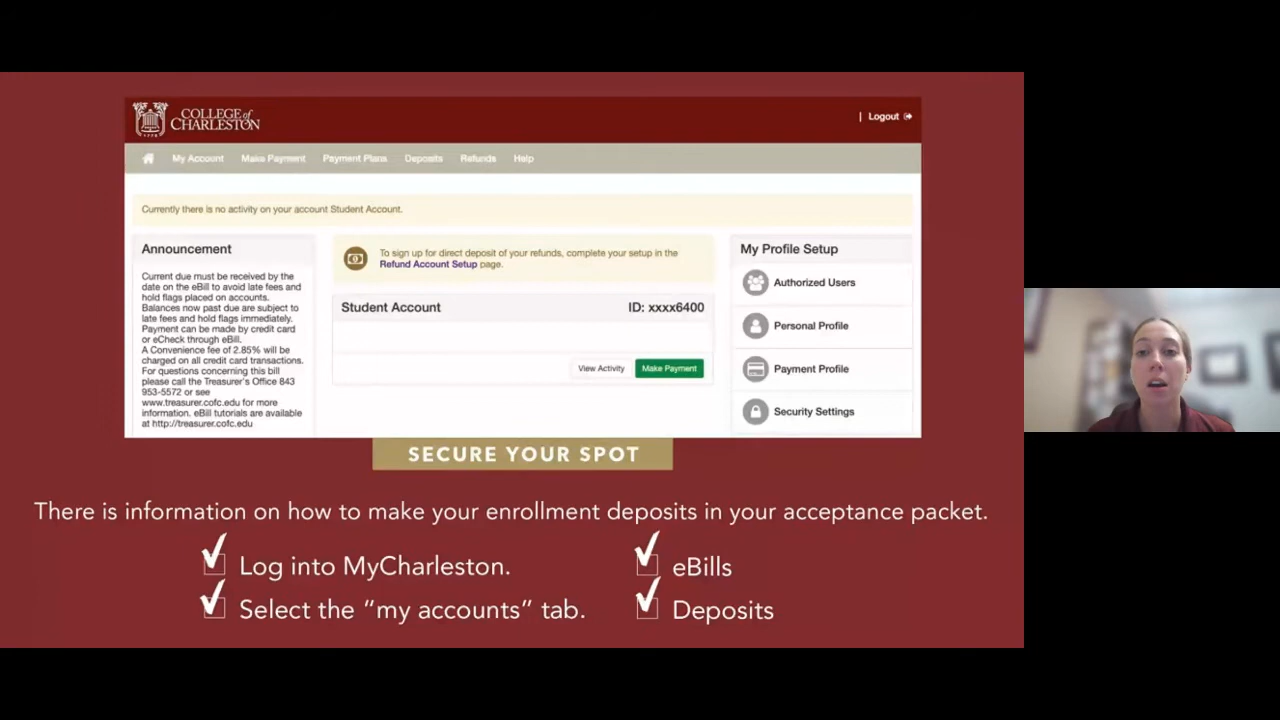 COLLEGE of
CHARLESTON
1770
| Logout
My Account Make Payment Payment Plans Deposits Refunds Help
Currently there is no activity on your account Student Account.
Announcement
Current due must be received by the
date on the eBill to avoid late fees and
hold flags placed on accounts.
Balances now past due are subject to
late fees and hold flags immediately.
Payment can be made by credit card
or eCheck through eBill.
A Convenience fee of 2.85% will be
charged on all credit card transactions.
For questions concerning this bill
please call the Treasurer's Office 843
953-5572 or see
www.treasurer.cofc.edu for more
information. eBill tutorials are available
at http://treasurer.cofc.edu
To sign up for direct deposit of your refunds, complete your setup in the
Refund Account Setup page.
Student Account ID: xxxx6400
View Activity Make Payment
My Profile Setup
Authorized Users
Personal Profile
Payment Profile
Security Settings
SECURE YOUR SPOT
There is information on how to make your enrollment deposits in your acceptance packet.
Log into MyCharleston.
Select the “my accounts” tab.
eBills
Deposits